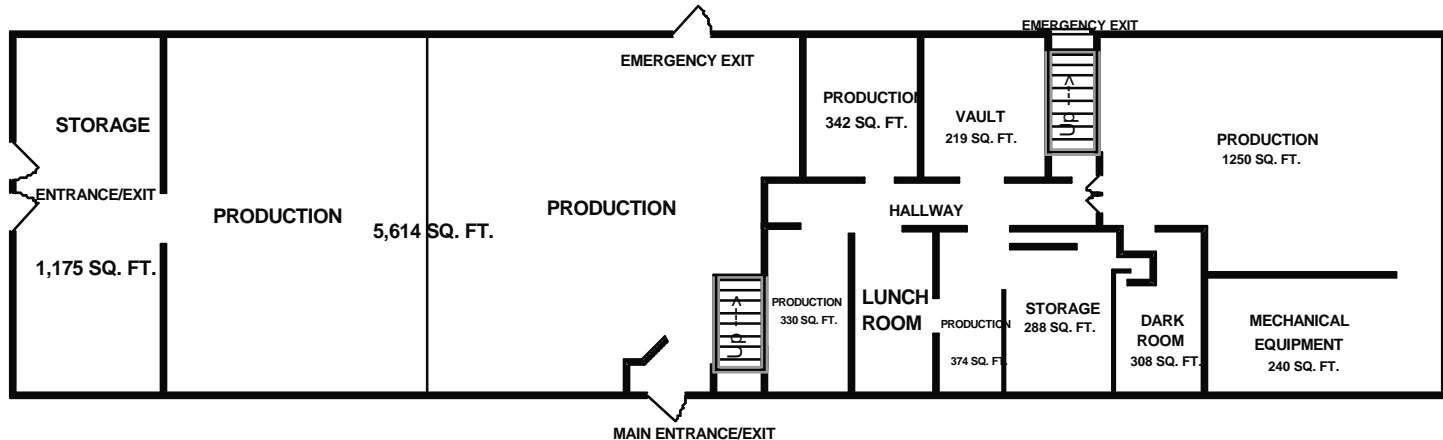 EMERGENCY EXIT
EMERGENCY EXIT
STORAGE
ENTRANCE/EXIT
1,175 SQ. FT.
PRODUCTION
5,614 SQ. FT.
PRODUCTION
PRODUCTION
342 SQ. FT.
VAULT
219 SQ. FT.
Up
PRODUCTION
1250 SQ. FT.
HALLWAY
Up
PRODUCTION
330 SQ. FT.
LUNCH
ROOM
PRODUCTION
374 SQ. FT.
STORAGE
288 SQ. FT.
DARK
ROOM
308 SQ. FT.
MECHANICAL
EQUIPMENT
240 SQ. FT.
MAIN ENTRANCE/EXIT